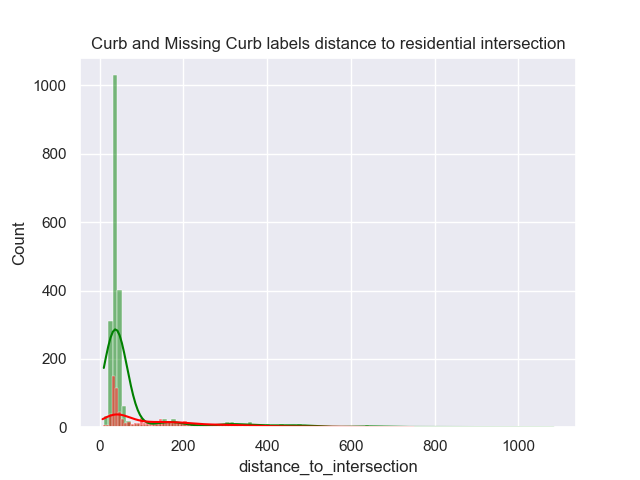 Curb and Missing Curb labels distance to residential intersection
1000
800
600
400
200
0
Count
0 200 400 600 800 1000
distance_to_intersection